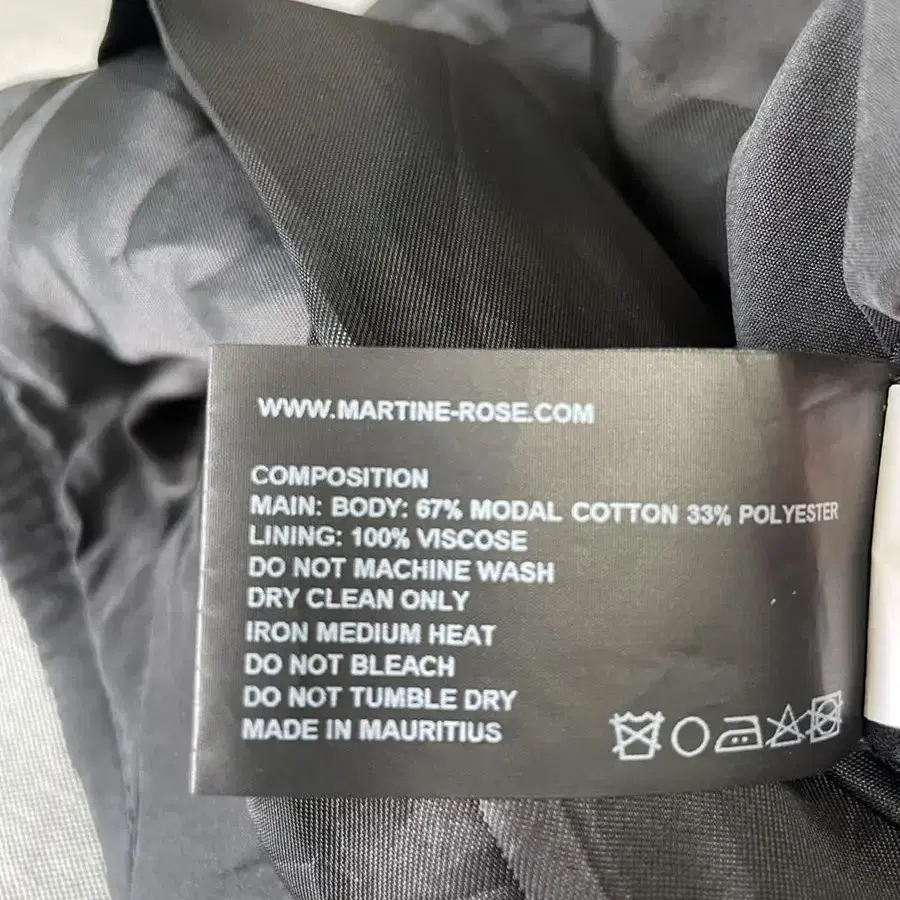 WWW.MARTINE-ROSE.COM
COMPOSITION
MAIN: BODY: 67% MODAL COTTON 33% POLYESTER
LINING: 100% VISCOSE
DO NOT MACHINE WASH
DRY CLEAN ONLY
IRON MEDIUM HEAT
DO NOT BLEACH
DO NOT TUMBLE DRY
MADE IN MAURITIUS